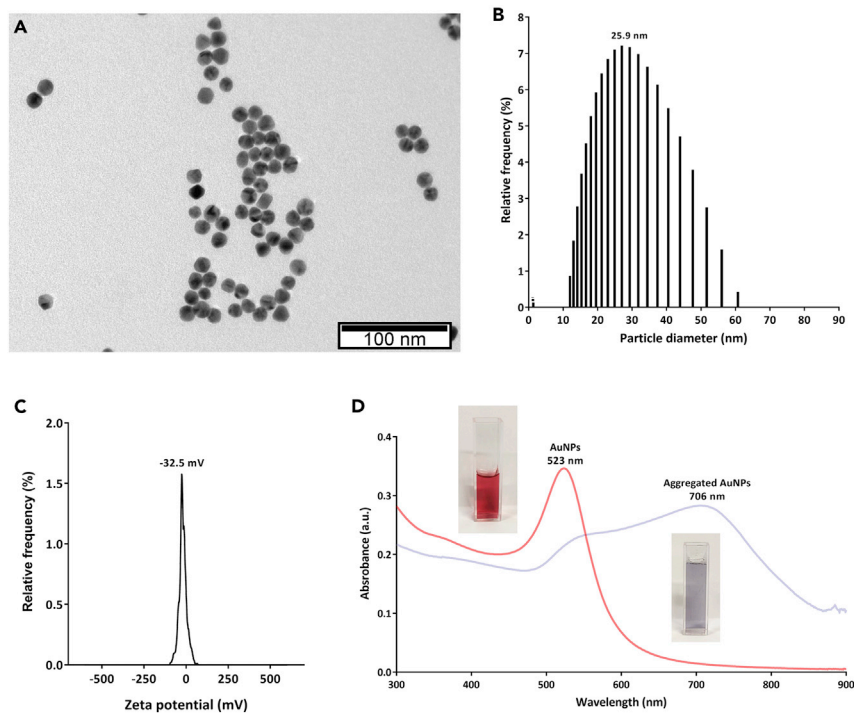 A
100 nm
B
25.9 nm
Relative frequency (%)
8
7
6
5
4
3
2
1
0
0 10 20 30 40 50 60 70 80 90
Particle diameter (nm)
C
-32.5 mV
Relative frequency (%)
2.0
1.5
1.0
0.5
0.0
-500 -250 0 250 500
Zeta potential (mV)
D
AuNPs
523 nm
Aggregated AuNPs
706 nm
Absrobance (a.u.)
0.4
0.3
0.2
0.1
0.0
300 400 500 600 700 800 900
Wavelength (nm)